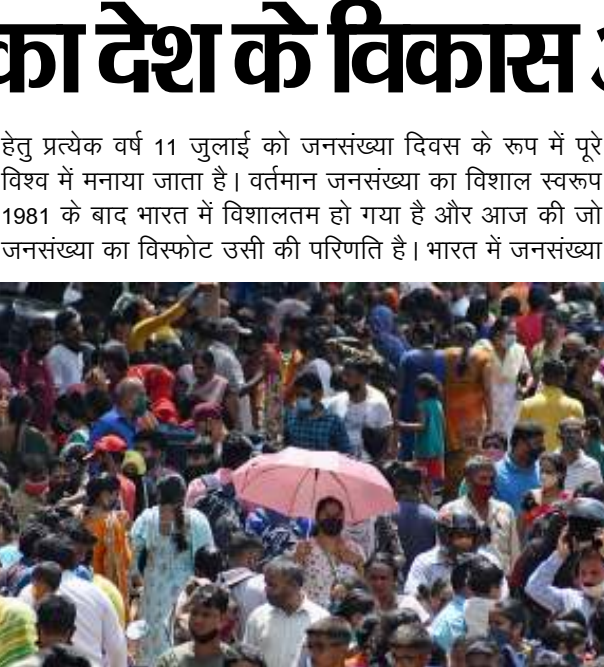 का देश के विकास
हेतु प्रत्येक वर्ष 11 जुलाई को जनसंख्या दिवस के रूप में पूरे
विश्व में मनाया जाता है। वर्तमान जनसंख्या का विशाल स्वरूप
1981 के बाद भारत में विशालतम हो गया है और आज की जो
जनसंख्या का विस्फोट उसी की परिणति है। भारत में जनसंख्या